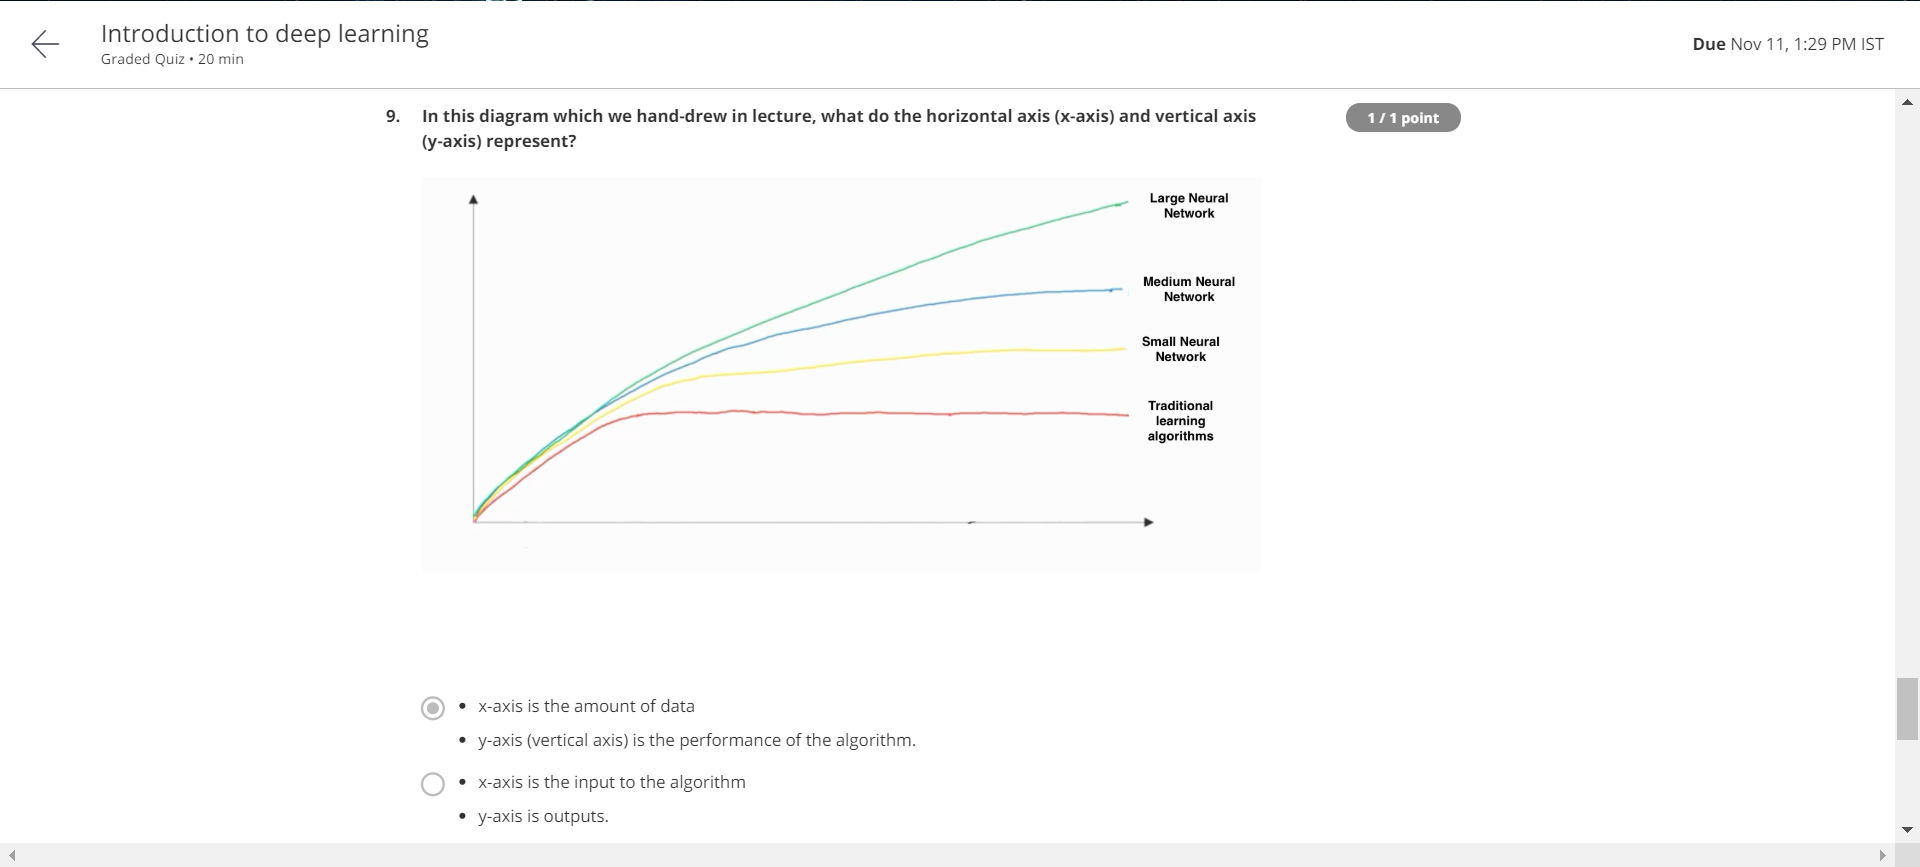 Introduction to deep learning
Graded Quiz • 20 min
Due Nov 11, 1:29 PM IST
9. In this diagram which we hand-drew in lecture, what do the horizontal axis (x-axis) and vertical axis
(y-axis) represent?
1 / 1 point
Large Neural
Network
Medium Neural
Network
Small Neural
Network
Traditional
learning
algorithms
• x-axis is the amount of data
• y-axis (vertical axis) is the performance of the algorithm.
• x-axis is the input to the algorithm
• y-axis is outputs.